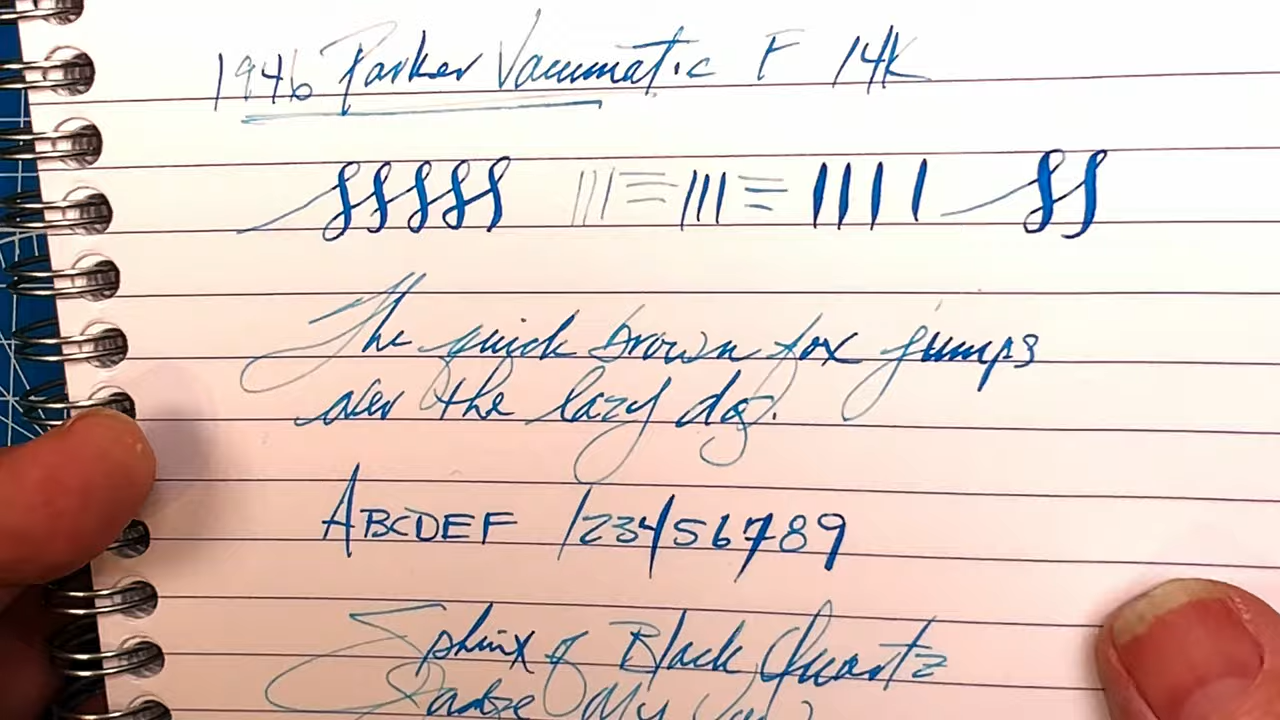 1946 Parker Vacumatic F 14K
The quick brown fox jumps
over the lazy dog.
ABCDEF 123456789
Sphinx of Black Quartz
My